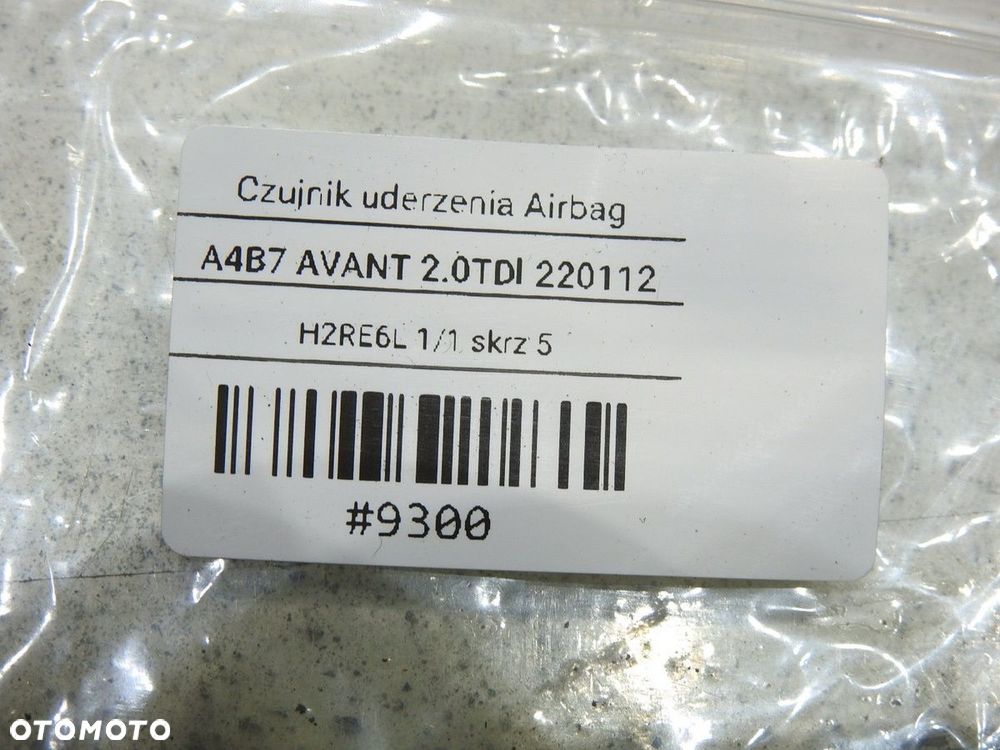 Czujnik uderzenia Airbag
A4B7 AVANT 2.0TDI 220112
H2RE6L 1/1 skrz 5
#9300
OTOMOTO